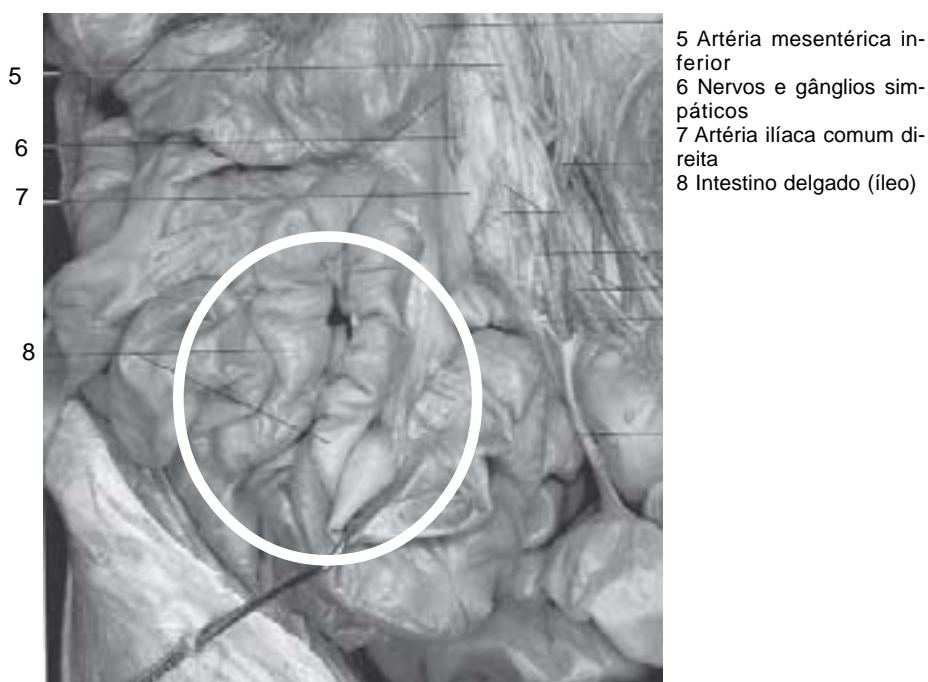 5
6
7
8
5 Artéria mesentérica in-
ferior
6 Nervos e gânglios sim-
páticos
7 Artéria ilíaca comum di-
reita
8 Intestino delgado (íleo)